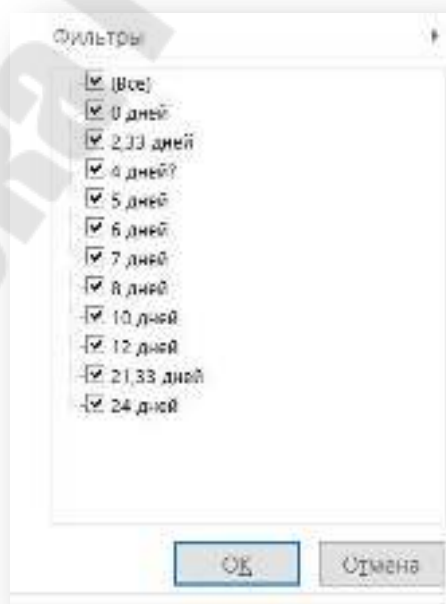 Фильтры
(Все)
0 дней
2,33 дней
4 дней?
5 дней
6 дней
7 дней
8 дней
10 дней
12 дней
21,33 дней
24 дней
ОК
Отмена